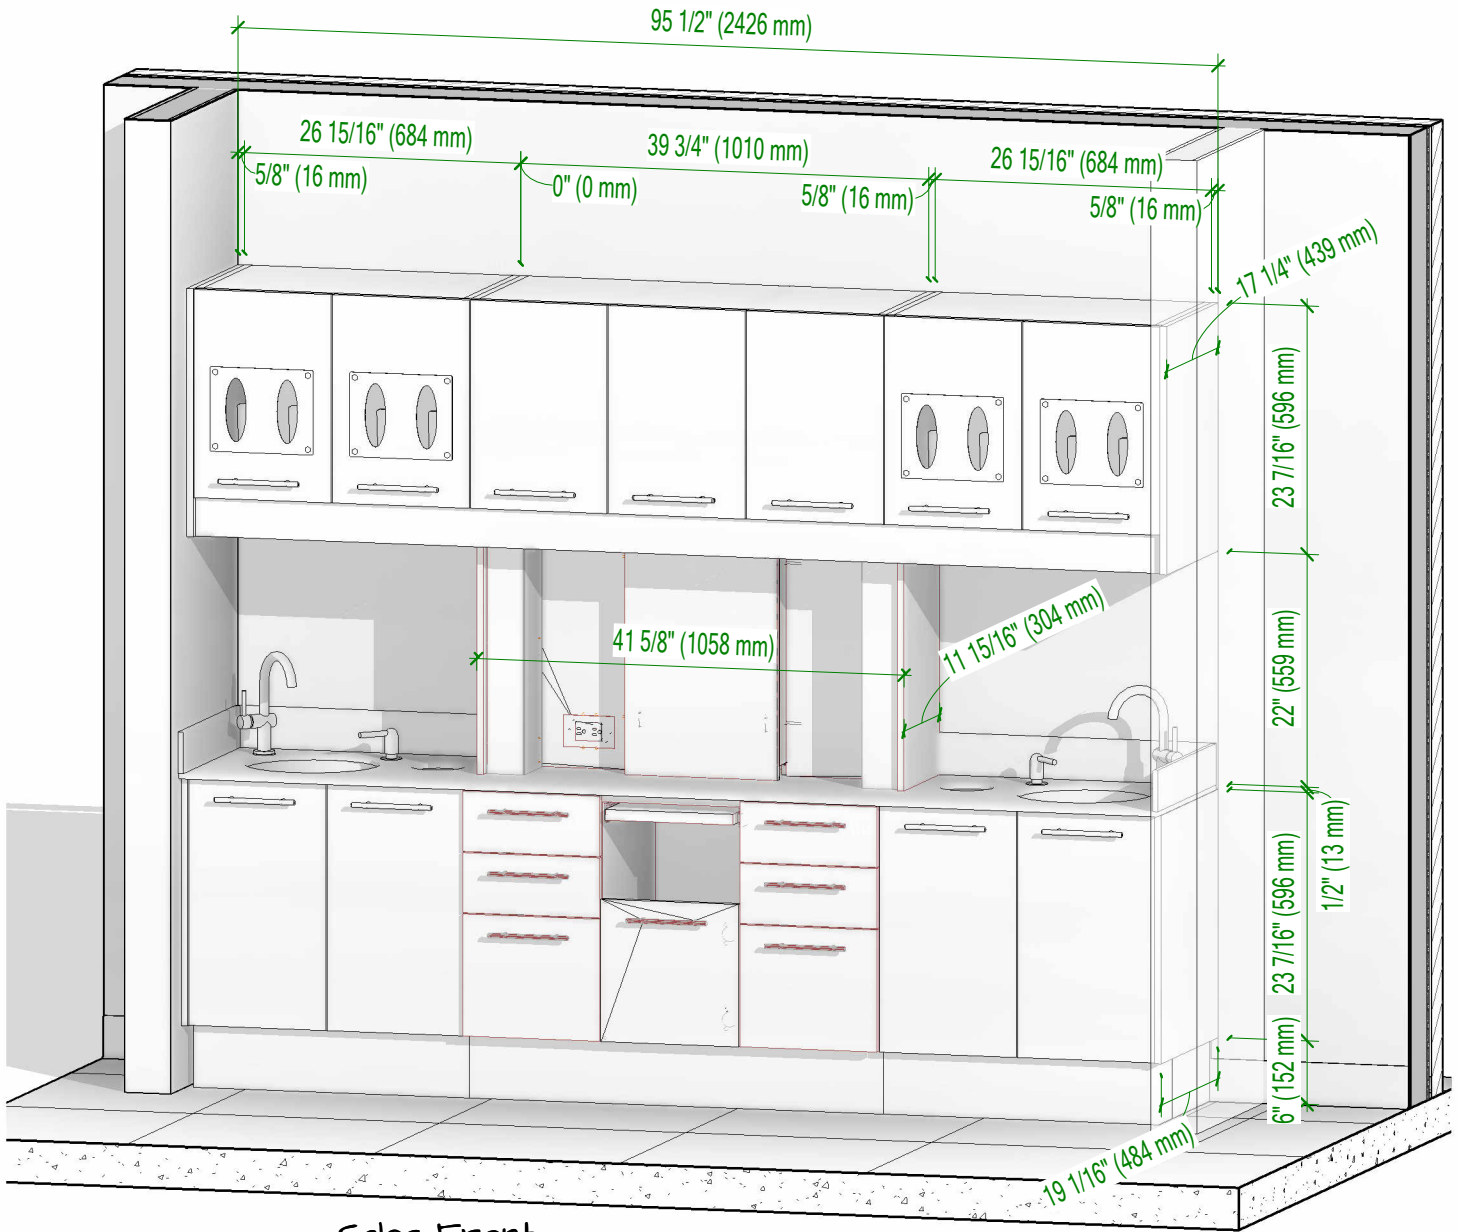 95 1/2" (2426 mm)
26 15/16" (684 mm)
39 3/4" (1010 mm)
26 15/16" (684 mm)
5/8" (16 mm)
0" (0 mm)
5/8" (16 mm)
5/8" (16 mm)
17 1/4" (439 mm)
23 7/16" (596 mm)
41 5/8" (1058 mm)
11 15/16" (304 mm)
22" (559 mm)
1/2" (13 mm)
23 7/16" (596 mm)
6" (152 mm)
19 1/16" (484 mm)